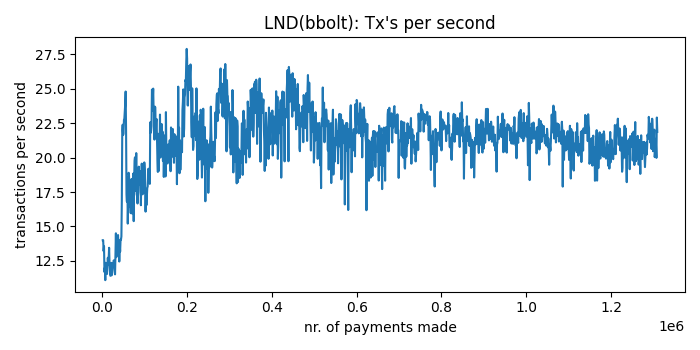 LND(bbolt): Tx's per second
transactions per second
27.5
25.0
22.5
20.0
17.5
15.0
12.5
0.0 0.2 0.4 0.6 0.8 1.0 1.2
1e6
nr. of payments made